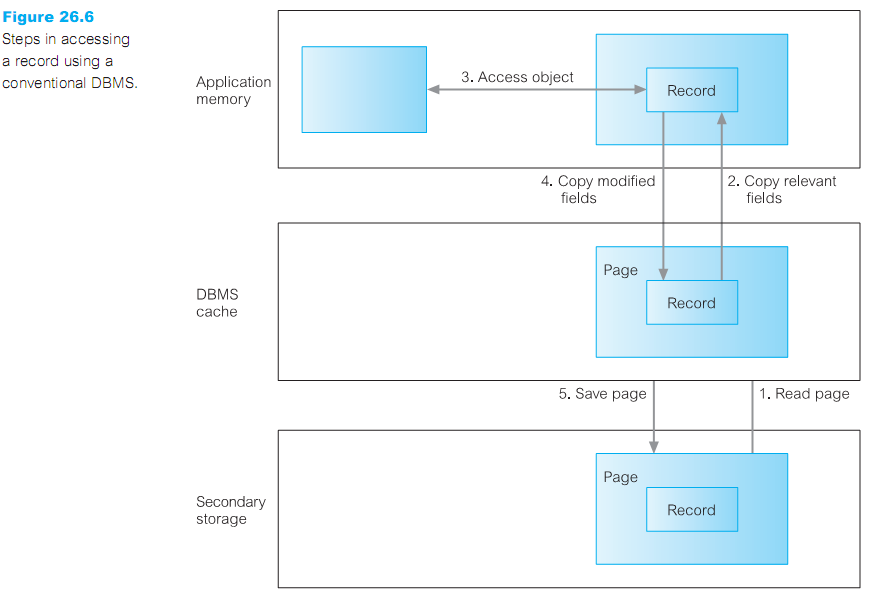 Figure 26.6
Steps in accessing
a record using a
conventional DBMS.
Application
memory
3. Access object
Record
4. Copy modified
fields
2. Copy relevant
fields
DBMS
cache
Page
Record
5. Save page
1. Read page
Secondary
storage
Page
Record